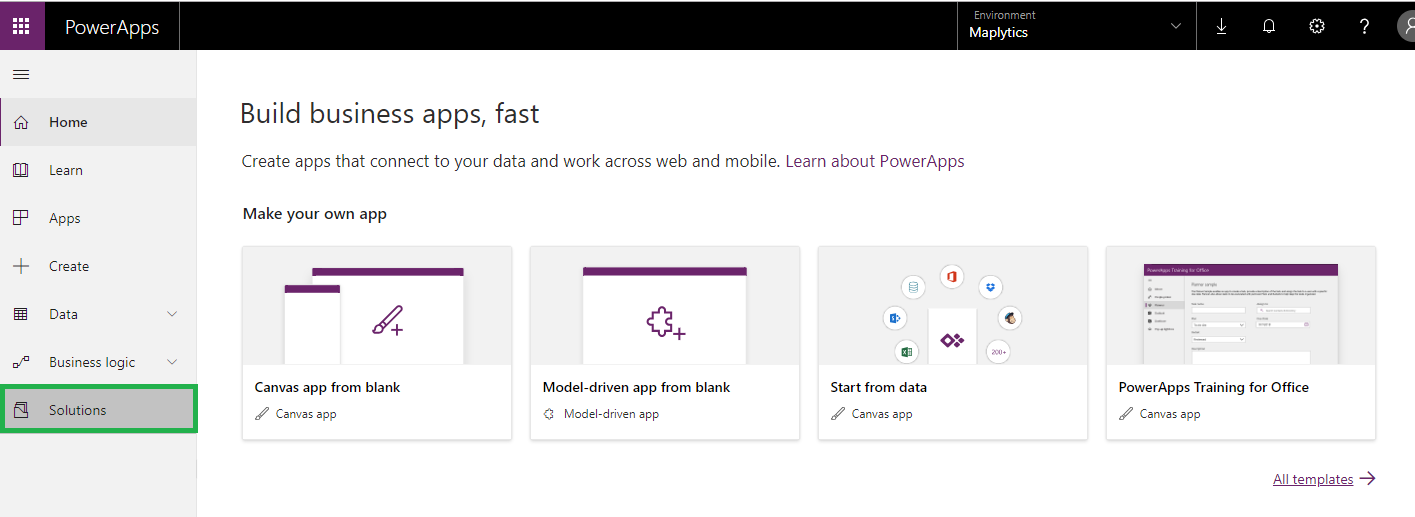 PowerApps
Environment
Maplytics
Home
Learn
Apps
Create
Data
Business logic
Solutions
Build business apps, fast
Create apps that connect to your data and work across web and mobile. Learn about PowerApps
Make your own app
Canvas app from blank
Canvas app
Model-driven app from blank
Model-driven app
200+
Start from data
Canvas app
PowerApps Training for Office
PowerApps Training for Office
Canvas app
All templates